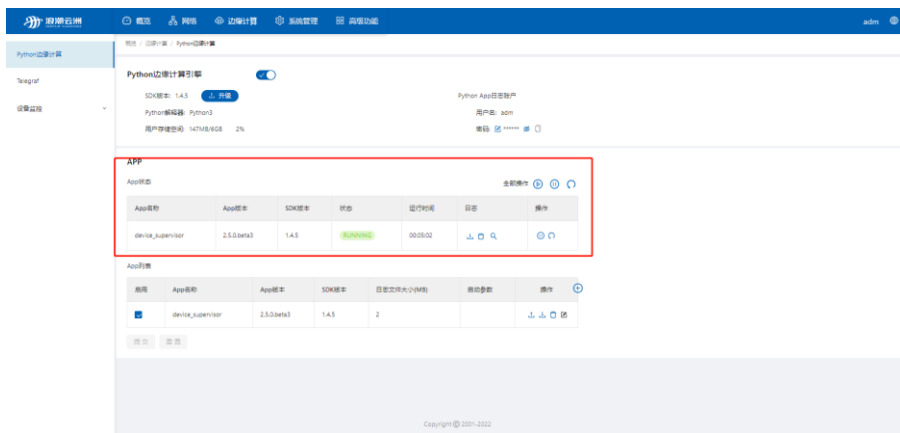 浪潮云洲 概览 网络 边缘计算 系统管理 高级功能 adm
Python边缘计算
Telegraf
设备监控
概览 / 边缘计算 / Python边缘计算
Python边缘计算引擎
SDK版本: 1.4.5 升级
Python App日志账户
Python解释器: Python3
用户名: adm
用户存储空间: 147MB/6GB 2%
密码: ******
APP
App状态 全部操作
App名称 App版本 SDK版本 状态 运行时间 日志 操作
device_supervisor 2.5.0.beta3 1.4.5 RUNNING 00:05:02
App列表
启用 App名称 App版本 SDK版本 日志文件大小(MB) 启动参数 操作
device_supervisor 2.5.0.beta3 1.4.5 2
提交 重置
Copyright © 2001-2022